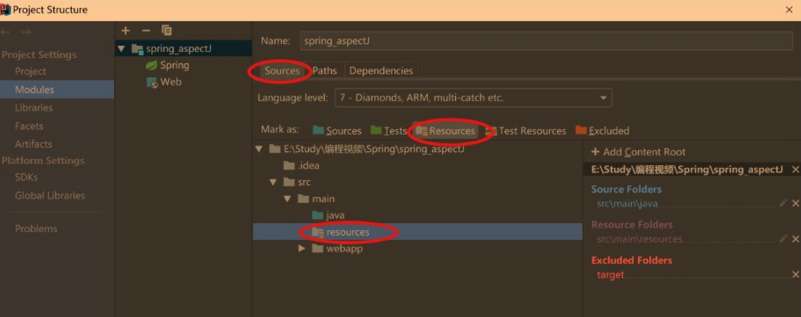 Project Structure
Project Settings
Project
Modules
Libraries
Facets
Artifacts
Platform Settings
SDKs
Global Libraries
Problems
spring_aspectJ
Spring
Web
Name: spring_aspectJ
Sources Paths Dependencies
Language level: 7 - Diamonds, ARM, multi-catch etc.
Mark as: Sources Tests Resources Test Resources Excluded
E:\Study\编程视频\Spring\spring_aspectJ
.idea
src
main
java
resources
webapp
+ Add Content Root
E:\Study\编程视频\Spring\spring_aspectJ
Source Folders
src\main\java
Resource Folders
src\main\resources
Excluded Folders
target